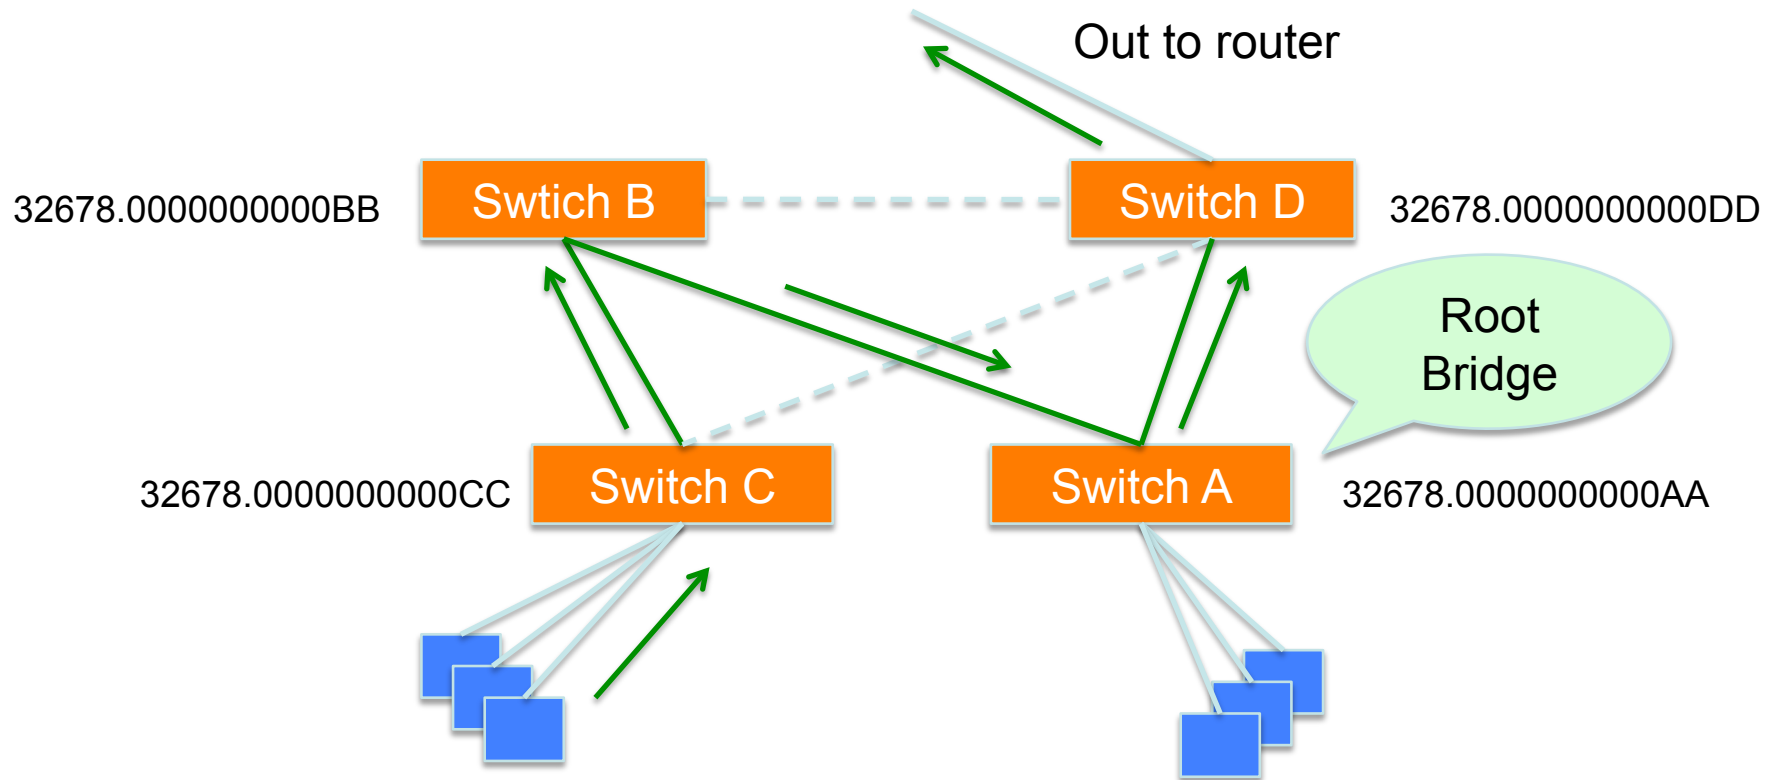 Out to router
32678.0000000000BB
Swtich B
Switch D
32678.0000000000DD
Root
Bridge
32678.0000000000CC
Switch C
Switch A
32678.0000000000AA